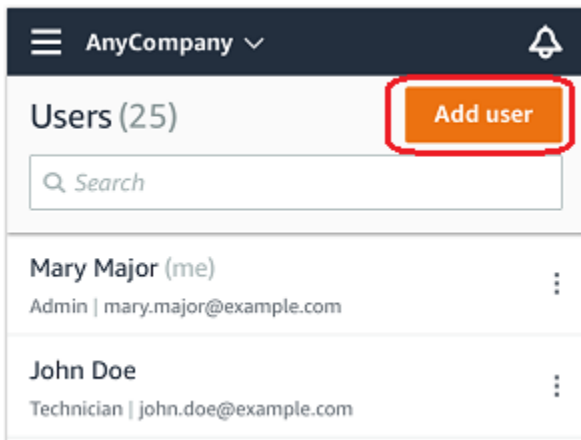 AnyCompany
Users (25)
Add user
Search
Mary Major (me)
Admin | mary.major@example.com
John Doe
Technician | john.doe@example.com